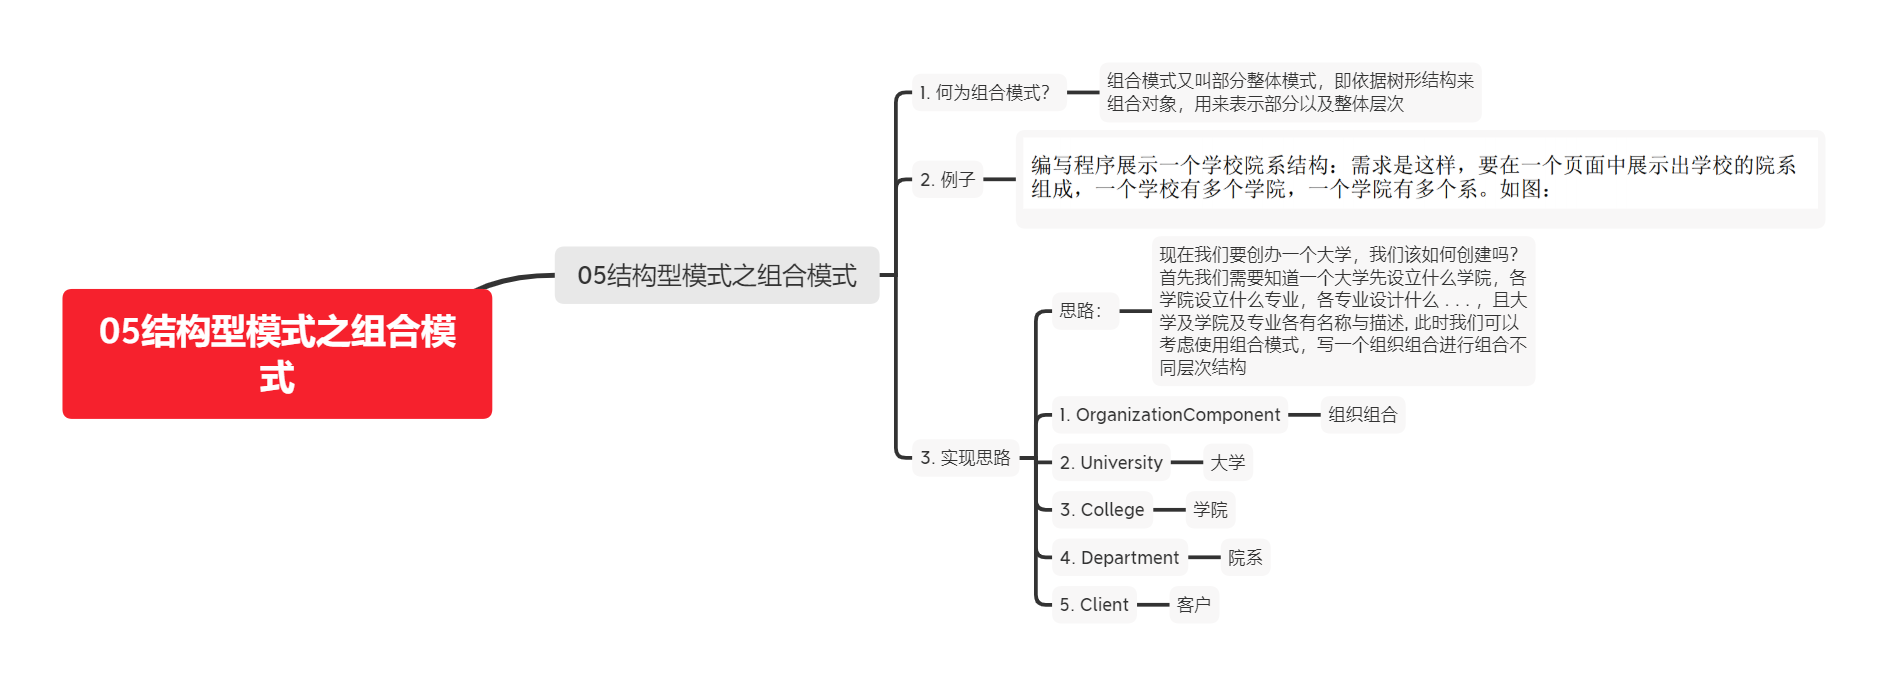 05结构型模式之组合模
式
05结构型模式之组合模式
1. 何为组合模式？
组合模式又叫部分整体模式，即依据树形结构来
组合对象，用来表示部分以及整体层次
2. 例子
编写程序展示一个学校院系结构：需求是这样，要在一个页面中展示出学校的院系
组成，一个学校有多个学院，一个学院有多个系。如图：
3. 实现思路
思路：
现在我们要创办一个大学，我们该如何创建吗？
首先我们需要知道一个大学先设立什么学院，各
学院设立什么专业，各专业设计什么 . . . ，且大
学及学院及专业各有名称与描述, 此时我们可以
考虑使用组合模式，写一个组织组合进行组合不
同层次结构
1. OrganizationComponent
组织组合
2. University
大学
3. College
学院
4. Department
院系
5. Client
客户